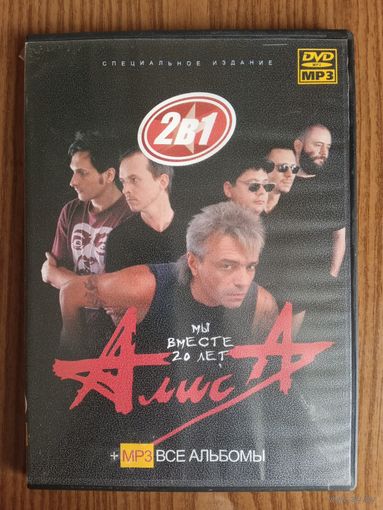 СПЕЦИАЛЬНОЕ ИЗДАНИЕ
DVD
MP3
2В1
МЫ
ВМЕСТЕ
20 ЛЕТ
АлисА
+ MP3 ВСЕ АЛЬБОМЫ